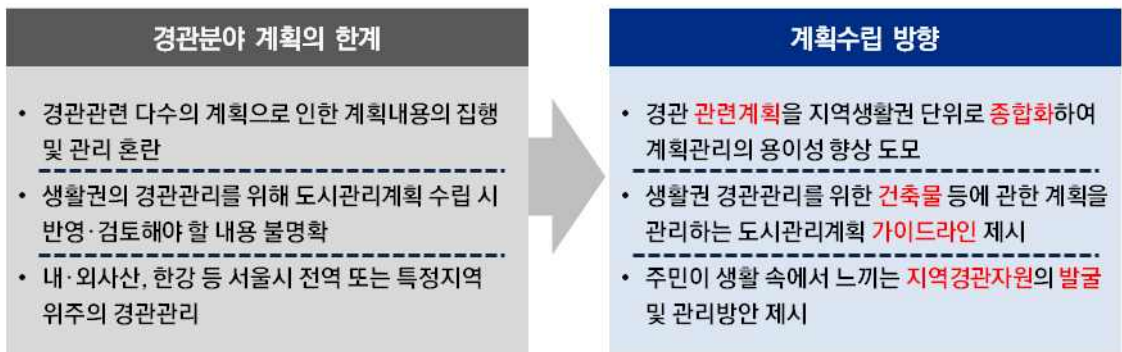 경관분야 계획의 한계
• 경관관련 다수의 계획으로 인한 계획내용의 집행
및 관리 혼란
• 생활권의 경관관리를 위해 도시관리계획 수립 시
반영·검토해야 할 내용 불명확
• 내·외사산, 한강 등 서울시 전역 또는 특정지역
위주의 경관관리
계획수립 방향
• 경관 관련계획을 지역생활권 단위로 종합화하여
계획관리의 용이성 향상 도모
• 생활권 경관관리를 위한 건축물 등에 관한 계획을
관리하는 도시관리계획 가이드라인 제시
• 주민이 생활 속에서 느끼는 지역경관자원의 발굴
및 관리방안 제시